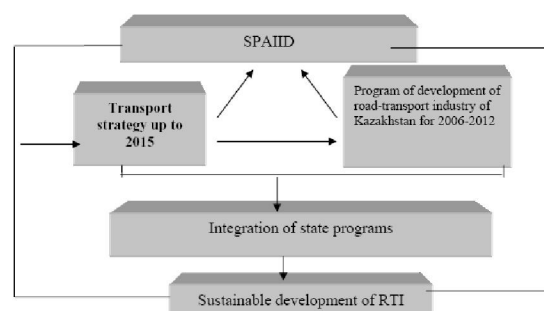 SPAIID
Transport
strategy up to
2015
Program of development of
road-transport industry of
Kazakhstan for 2006-2012
Integration of state programs
Sustainable development of RTI